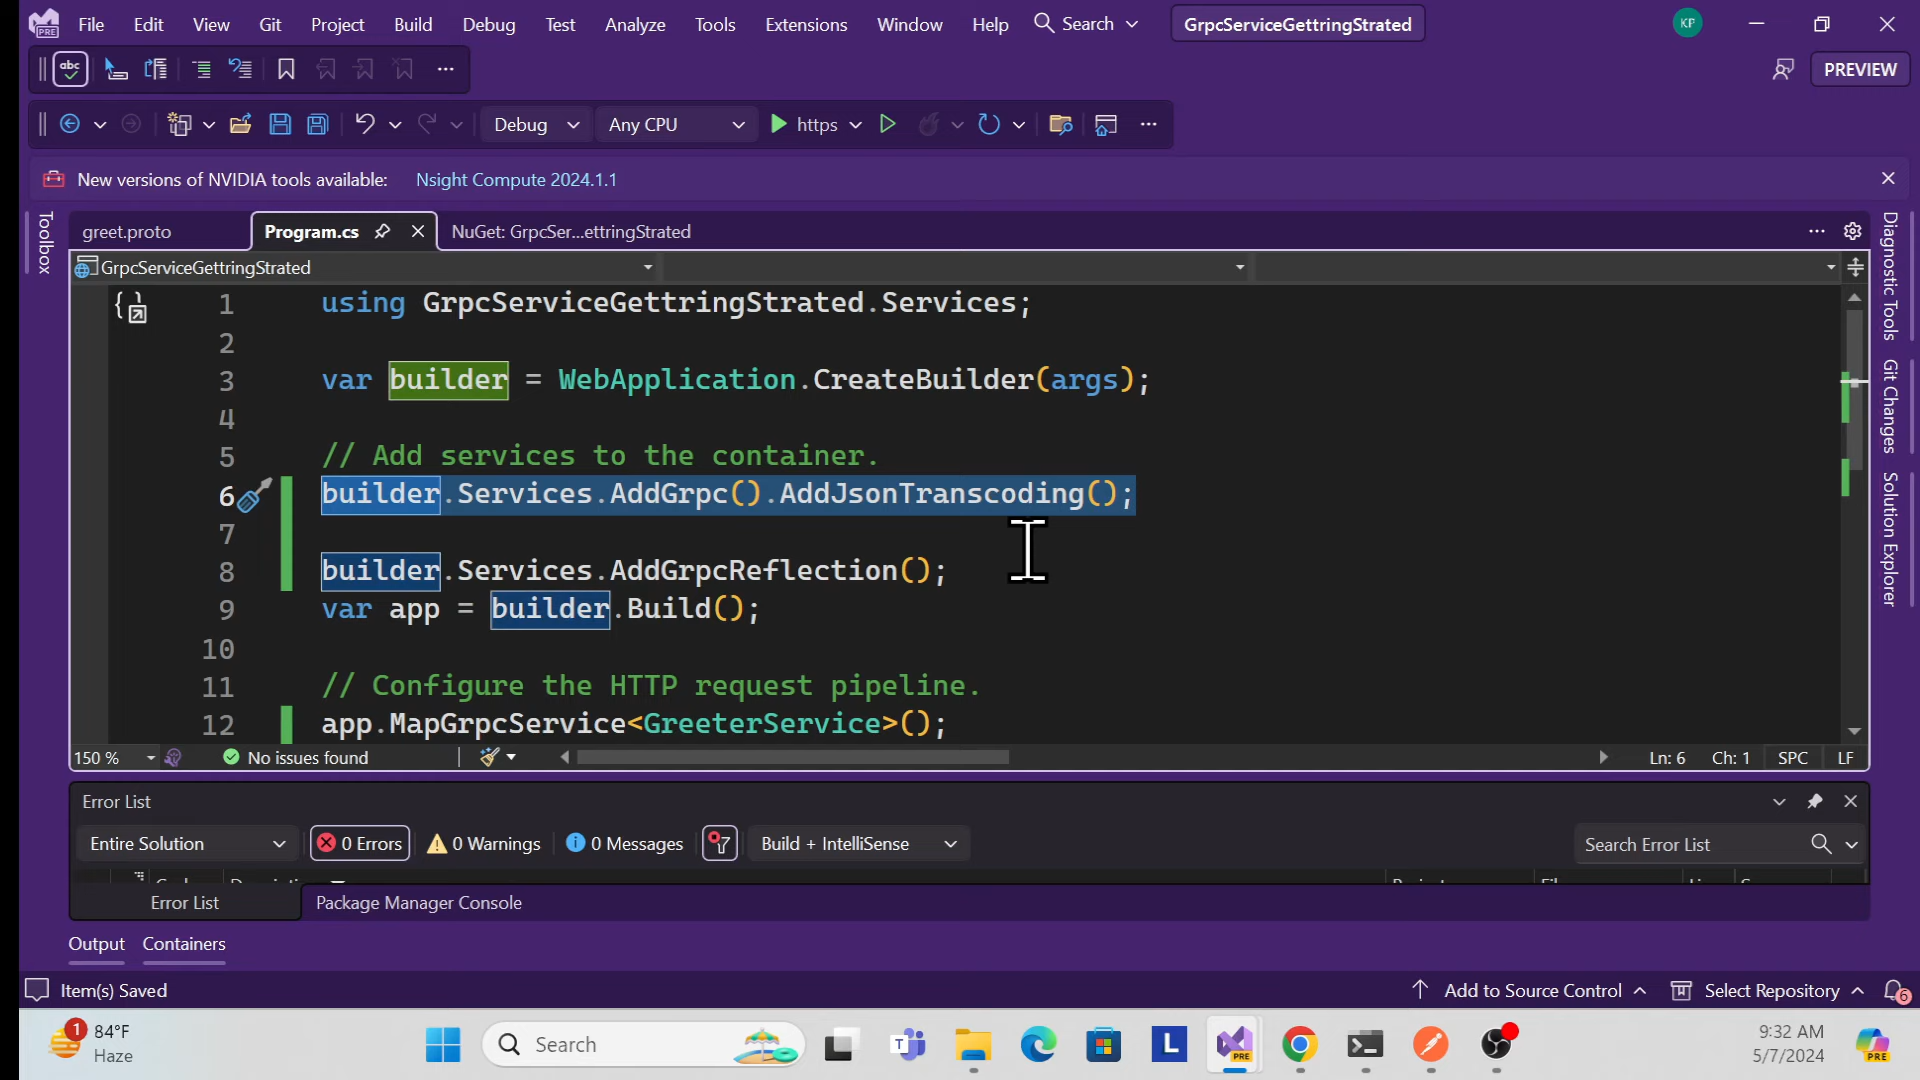 File Edit View Git Project Build Debug Test Analyze Tools Extensions Window Help Search GrpcServiceGettringStrated KP
PRE
abc PREVIEW
Debug Any CPU https
New versions of NVIDIA tools available: Nsight Compute 2024.1.1
greet.proto Program.cs NuGet: GrpcSer...ettringStrated
GrpcServiceGettringStrated
Toolbox
Diagnostic Tools
Git Changes
Solution Explorer
1 using GrpcServiceGettringStrated.Services;
2
3 var builder = WebApplication.CreateBuilder(args);
4
5 // Add services to the container.
6 builder.Services.AddGrpc().AddJsonTranscoding();
7
8 builder.Services.AddGrpcReflection();
9 var app = builder.Build();
10
11 // Configure the HTTP request pipeline.
12 app.MapGrpcService<GreeterService>();
150 % No issues found Ln: 6 Ch: 1 SPC LF
Error List
Entire Solution 0 Errors 0 Warnings 0 Messages Build + IntelliSense Search Error List
Error List Package Manager Console
Output Containers
Item(s) Saved Add to Source Control Select Repository 6
1 84°F
Haze
Search
T
L
PRE
9:32 AM
5/7/2024
PRE